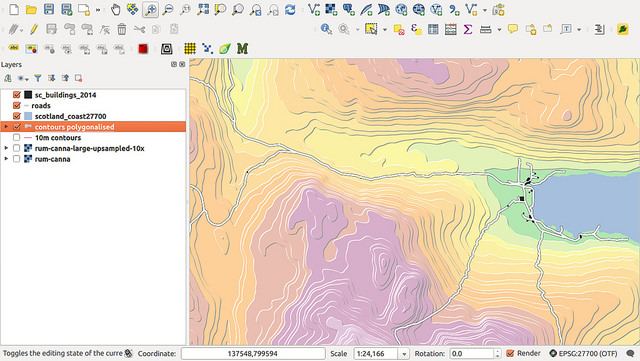 Layers
sc_buildings_2014
roads
scotland_coast27700
contours polygonalised
10m contours
rum-canna-large-upsampled-10x
rum-canna
Toggles the editing state of the curre Coordinate: 137548,799594 Scale 1:24,166 Rotation: 0.0 Render EPSG:27700 (OTF)